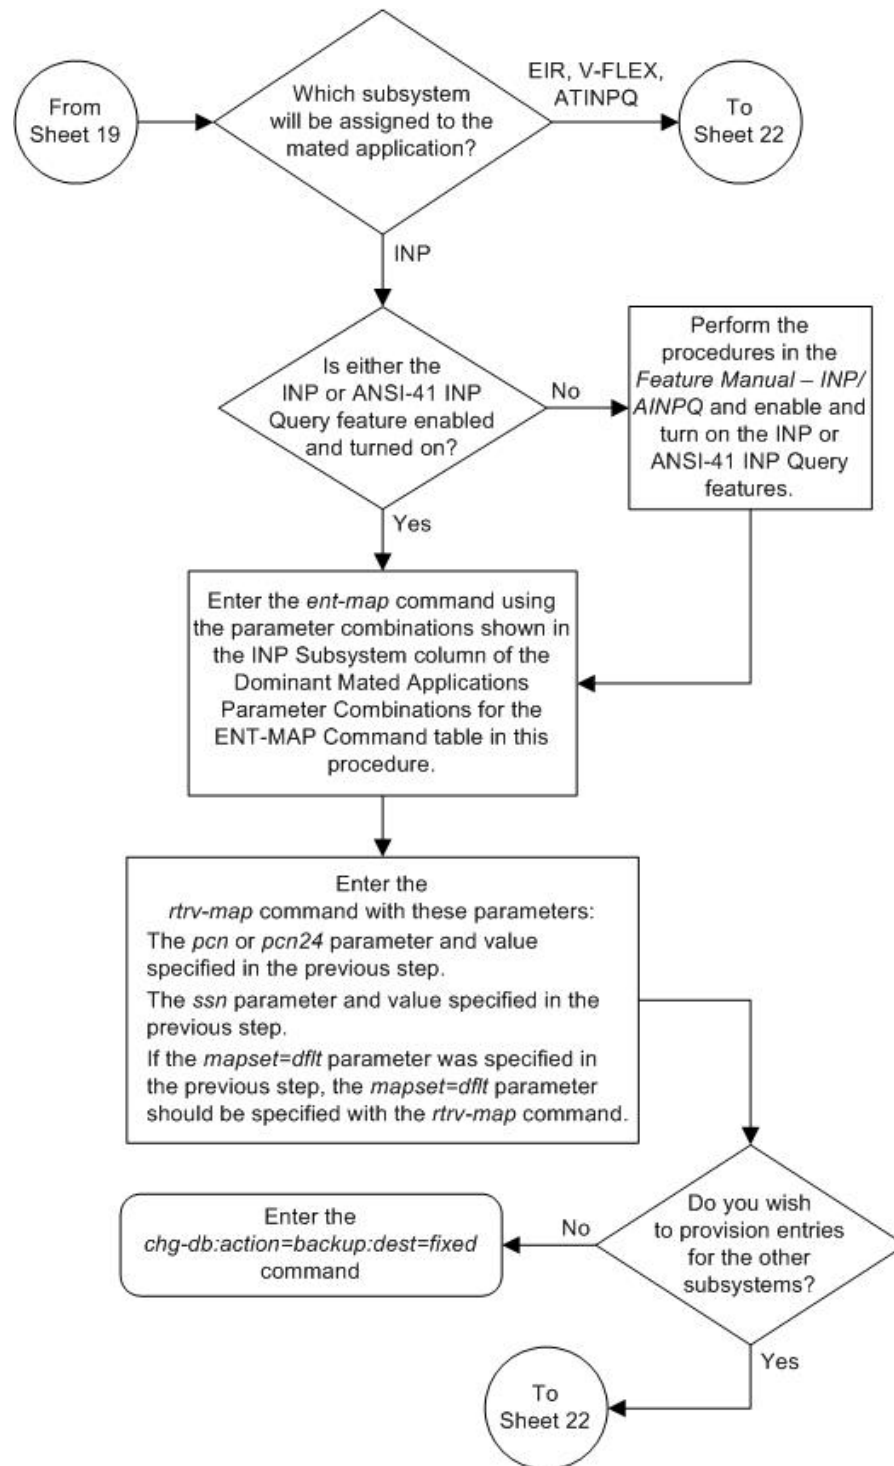 From
Sheet 19
Which subsystem
will be assigned to the
mated application?
EIR, V-FLEX,
ATINPQ
To
Sheet 22
INP
Is either the
INP or ANSI-41 INP
Query feature enabled
and turned on?
No
Perform the
procedures in the
Feature Manual – INP/
AINPQ and enable and
turn on the INP or
ANSI-41 INP Query
features.
Yes
Enter the ent-map command using
the parameter combinations shown in
the INP Subsystem column of the
Dominant Mated Applications
Parameter Combinations for the
ENT-MAP Command table in this
procedure.
Enter the
rtrv-map command with these parameters:
The pcn or pcn24 parameter and value
specified in the previous step.
The ssn parameter and value specified in the
previous step.
If the mapset=dflt parameter was specified in
the previous step, the mapset=dflt parameter
should be specified with the rtrv-map command.
Do you wish
to provision entries
for the other
subsystems?
No
Enter the
chg-db:action=backup:dest=fixed
command
Yes
To
Sheet 22